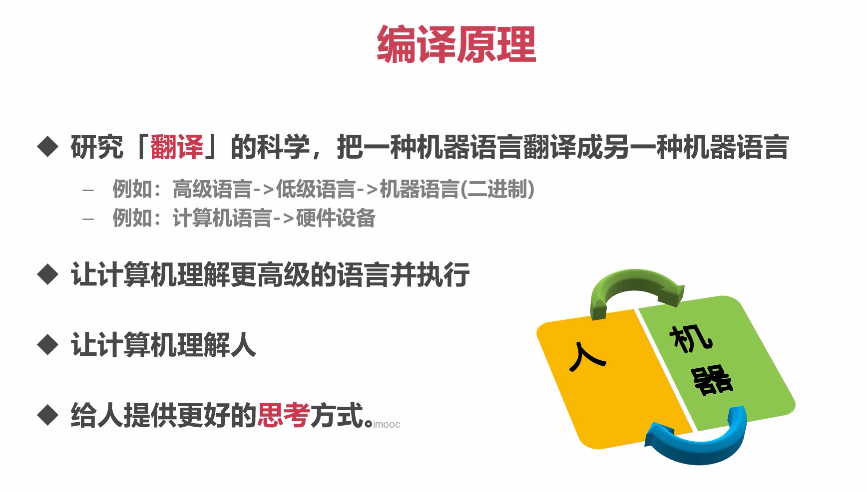 编译原理
研究「翻译」的科学，把一种机器语言翻译成另一种机器语言
例如：高级语言->低级语言->机器语言(二进制)
例如：计算机语言->硬件设备
让计算机理解更高级的语言并执行
让计算机理解人
给人提供更好的思考方式。
imooc
人
机
器